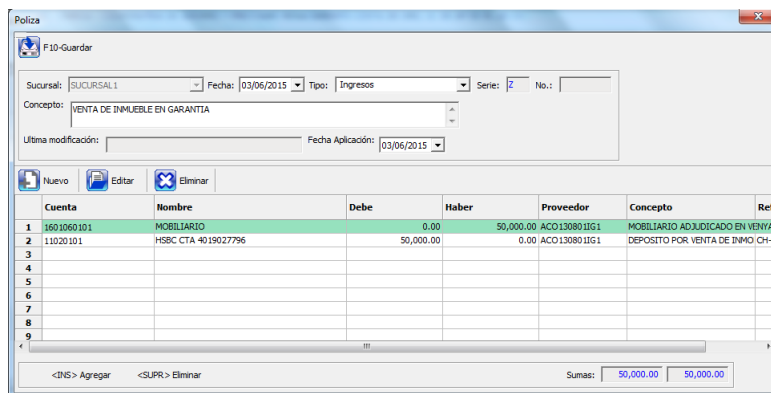 Poliza
x
F10-Guardar
Sucursal: SUCURSAL1 Fecha: 03/06/2015 Tipo: Ingresos Serie: Z No.:
Concepto: VENTA DE INMUEBLE EN GARANTIA
Ultima modificación: Fecha Aplicación: 03/06/2015
Nuevo Editar Eliminar
Cuenta Nombre Debe Haber Proveedor Concepto Ref
1 1601060101 MOBILIARIO 0.00 50,000.00 ACO130801IG1 MOBILIARIO ADJUDICADO EN VENYA
2 11020101 HSBC CTA 4019027796 50,000.00 0.00 ACO130801IG1 DEPOSITO POR VENTA DE INMO CH-
3
4
5
6
7
8
9
<INS> Agregar <SUPR> Eliminar Sumas: 50,000.00 50,000.00